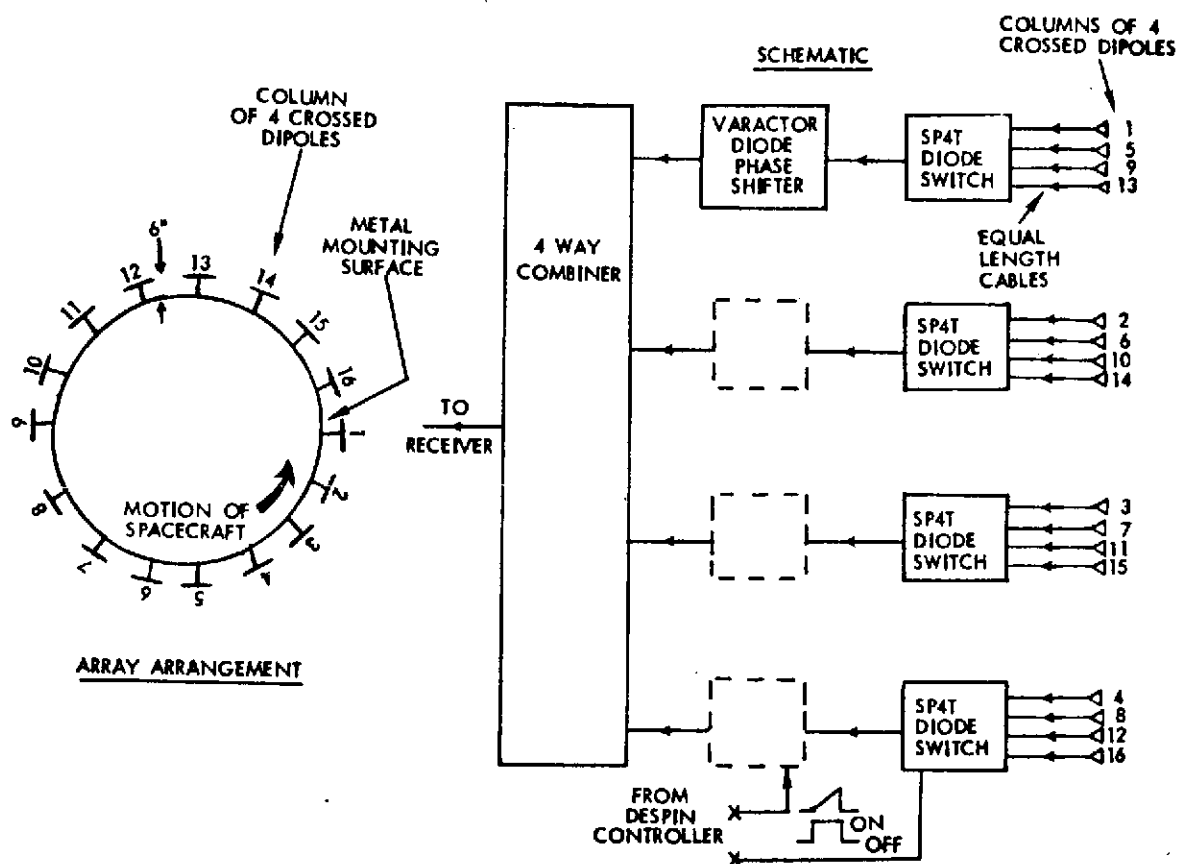 COLUMN
OF 4 CROSSED
DIPOLES
METAL
MOUNTING
SURFACE
6"
1
2
3
4
5
6
7
8
9
10
11
12
13
14
15
16
MOTION OF
SPACECRAFT
ARRAY ARRANGEMENT
SCHEMATIC
COLUMNS OF 4
CROSSED DIPOLES
4 WAY
COMBINER
TO
RECEIVER
VARACTOR
DIODE
PHASE
SHIFTER
SP4T
DIODE
SWITCH
1
5
9
13
EQUAL
LENGTH
CABLES
SP4T
DIODE
SWITCH
2
6
10
14
SP4T
DIODE
SWITCH
3
7
11
15
SP4T
DIODE
SWITCH
4
8
12
16
FROM
DESPIN
CONTROLLER
ON
OFF